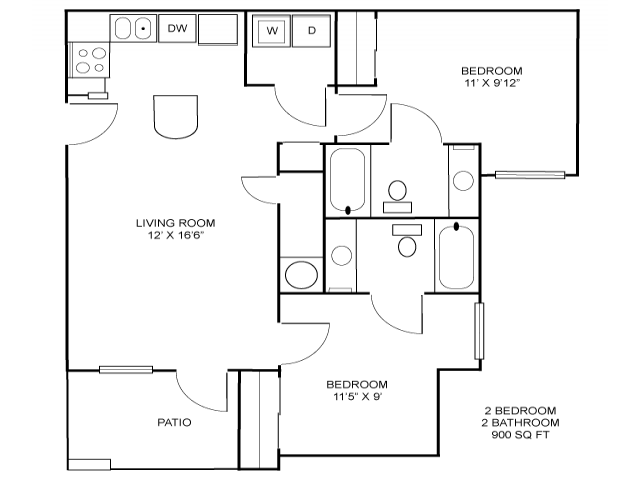 DW
W
D
BEDROOM
11' X 9'12"
LIVING ROOM
12' X 16'6"
BEDROOM
11'5" X 9'
PATIO
2 BEDROOM
2 BATHROOM
900 SQ FT